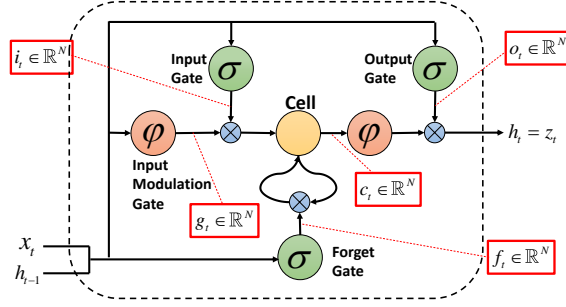 i_t ∈ ℝ^N
Input
Gate
σ
Output
Gate
σ
o_t ∈ ℝ^N
Cell
φ
⊗
φ
⊗
h_t = z_t
Input
Modulation
Gate
g_t ∈ ℝ^N
⊗
c_t ∈ ℝ^N
x_t
h_{t-1}
σ
Forget
Gate
f_t ∈ ℝ^N